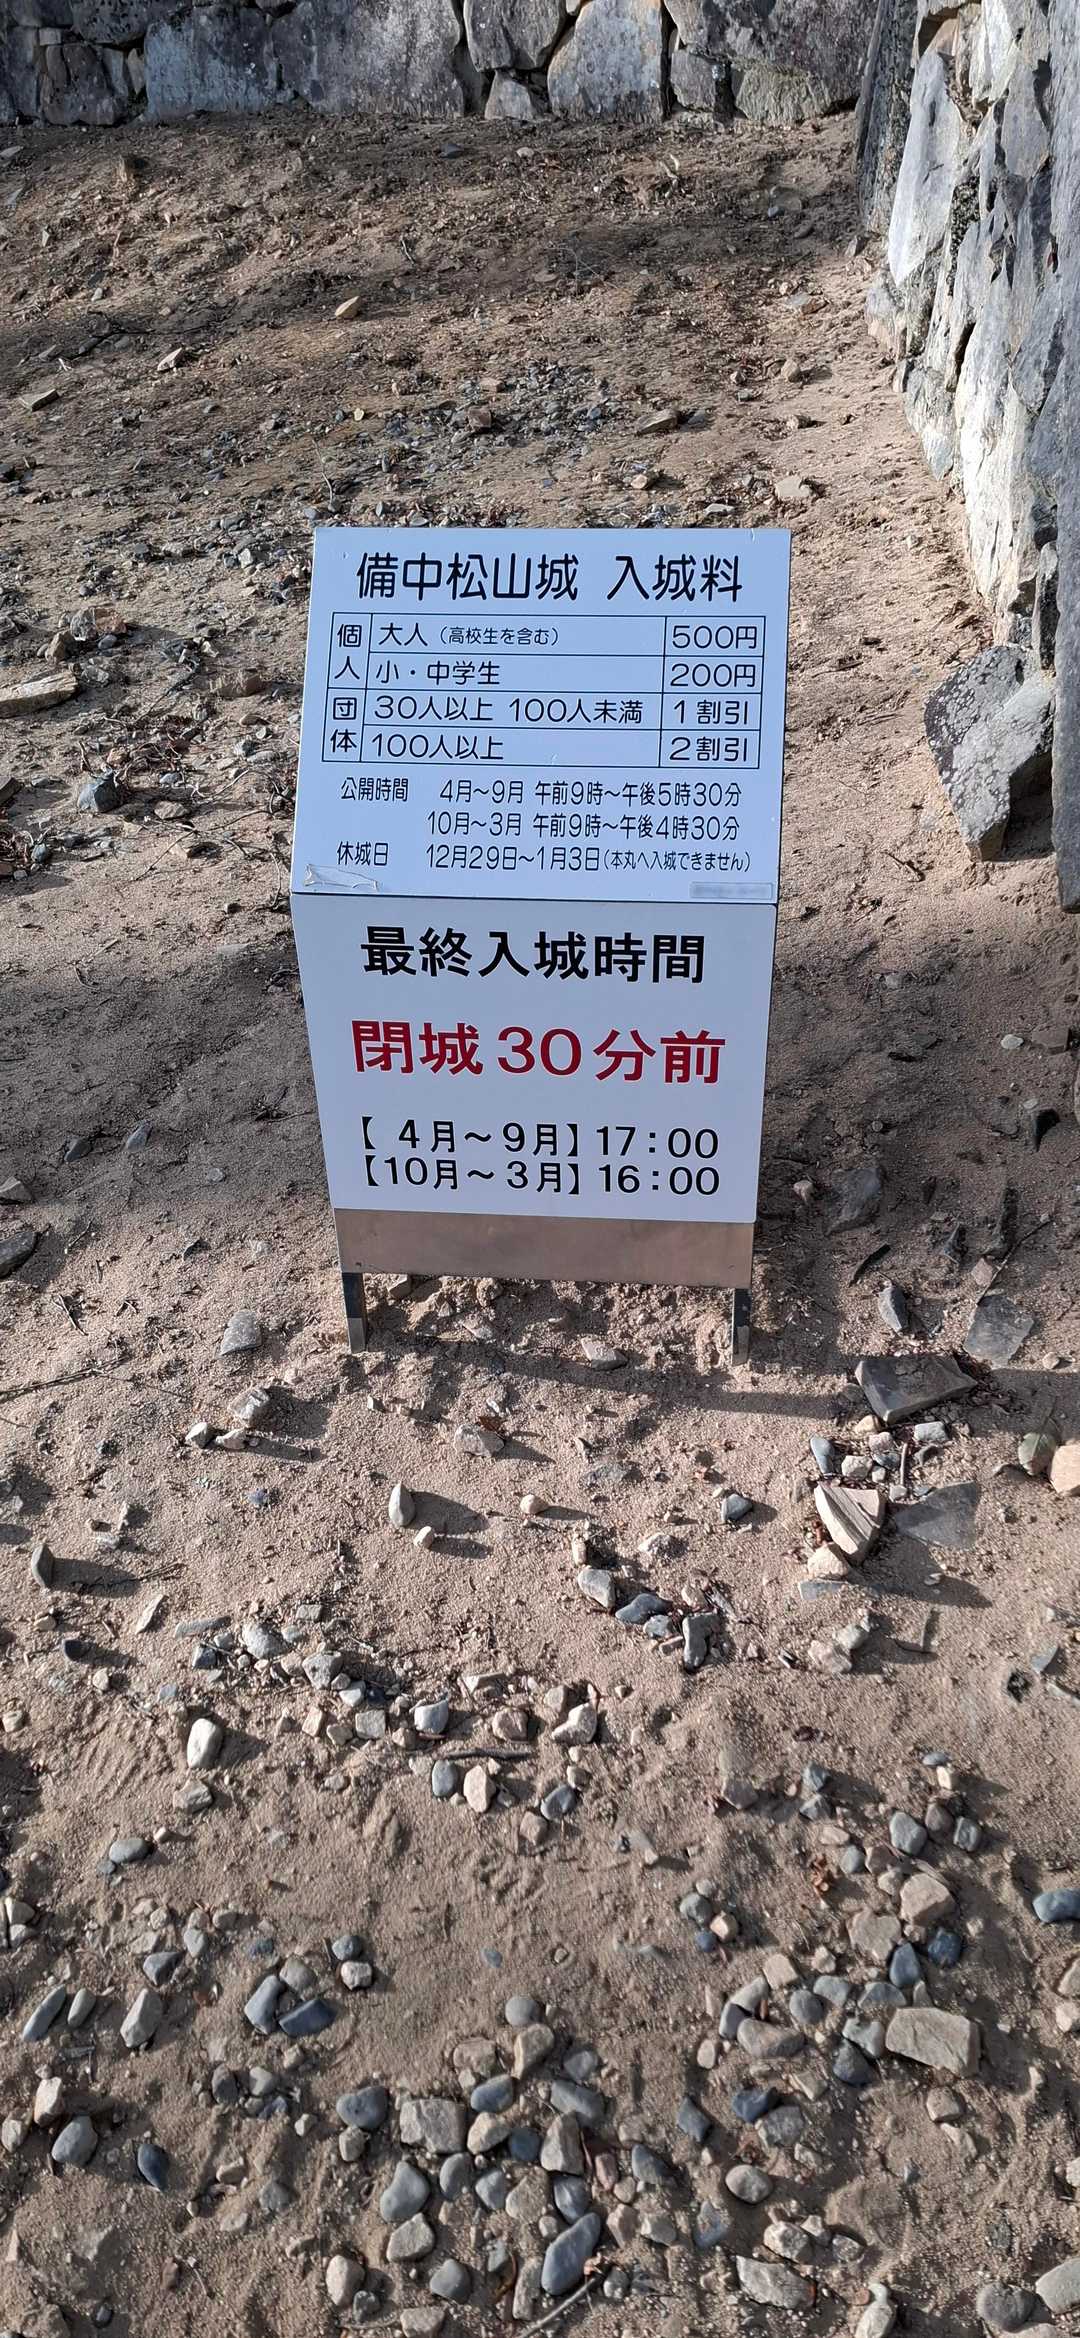 備中松山城 入城料
個人 大人（高校生を含む） 500円
小・中学生 200円
団体 30人以上 100人未満 1割引
100人以上 2割引
公開時間 4月～9月 午前9時～午後5時30分
10月～3月 午前9時～午後4時30分
休城日 12月29日～1月3日（本丸へ入城できません）
最終入城時間
閉城30分前
【 4月～9月】17：00
【10月～3月】16：00